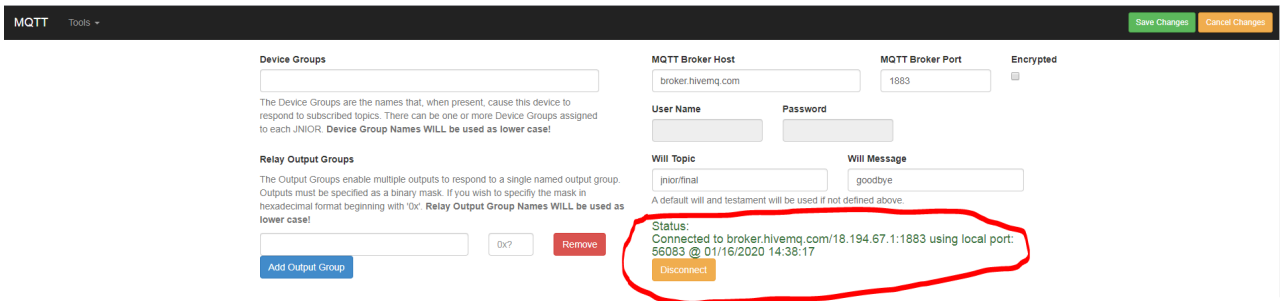 MQTT Tools
Save Changes Cancel Changes
Device Groups
The Device Groups are the names that, when present, cause this device to
respond to subscribed topics. There can be one or more Device Groups assigned
to each JNIOR. Device Group Names WILL be used as lower case!
Relay Output Groups
The Output Groups enable multiple outputs to respond to a single named output group.
Outputs must be specified as a binary mask. If you wish to specifiy the mask in
hexadecimal format beginning with '0x'. Relay Output Group Names WILL be used as
lower case!
0x? Remove
Add Output Group
MQTT Broker Host MQTT Broker Port Encrypted
broker.hivemq.com 1883
User Name Password
Will Topic Will Message
jnior/final goodbye
A default will and testament will be used if not defined above.
Status:
Connected to broker.hivemq.com/18.194.67.1:1883 using local port:
56083 @ 01/16/2020 14:38:17
Disconnect